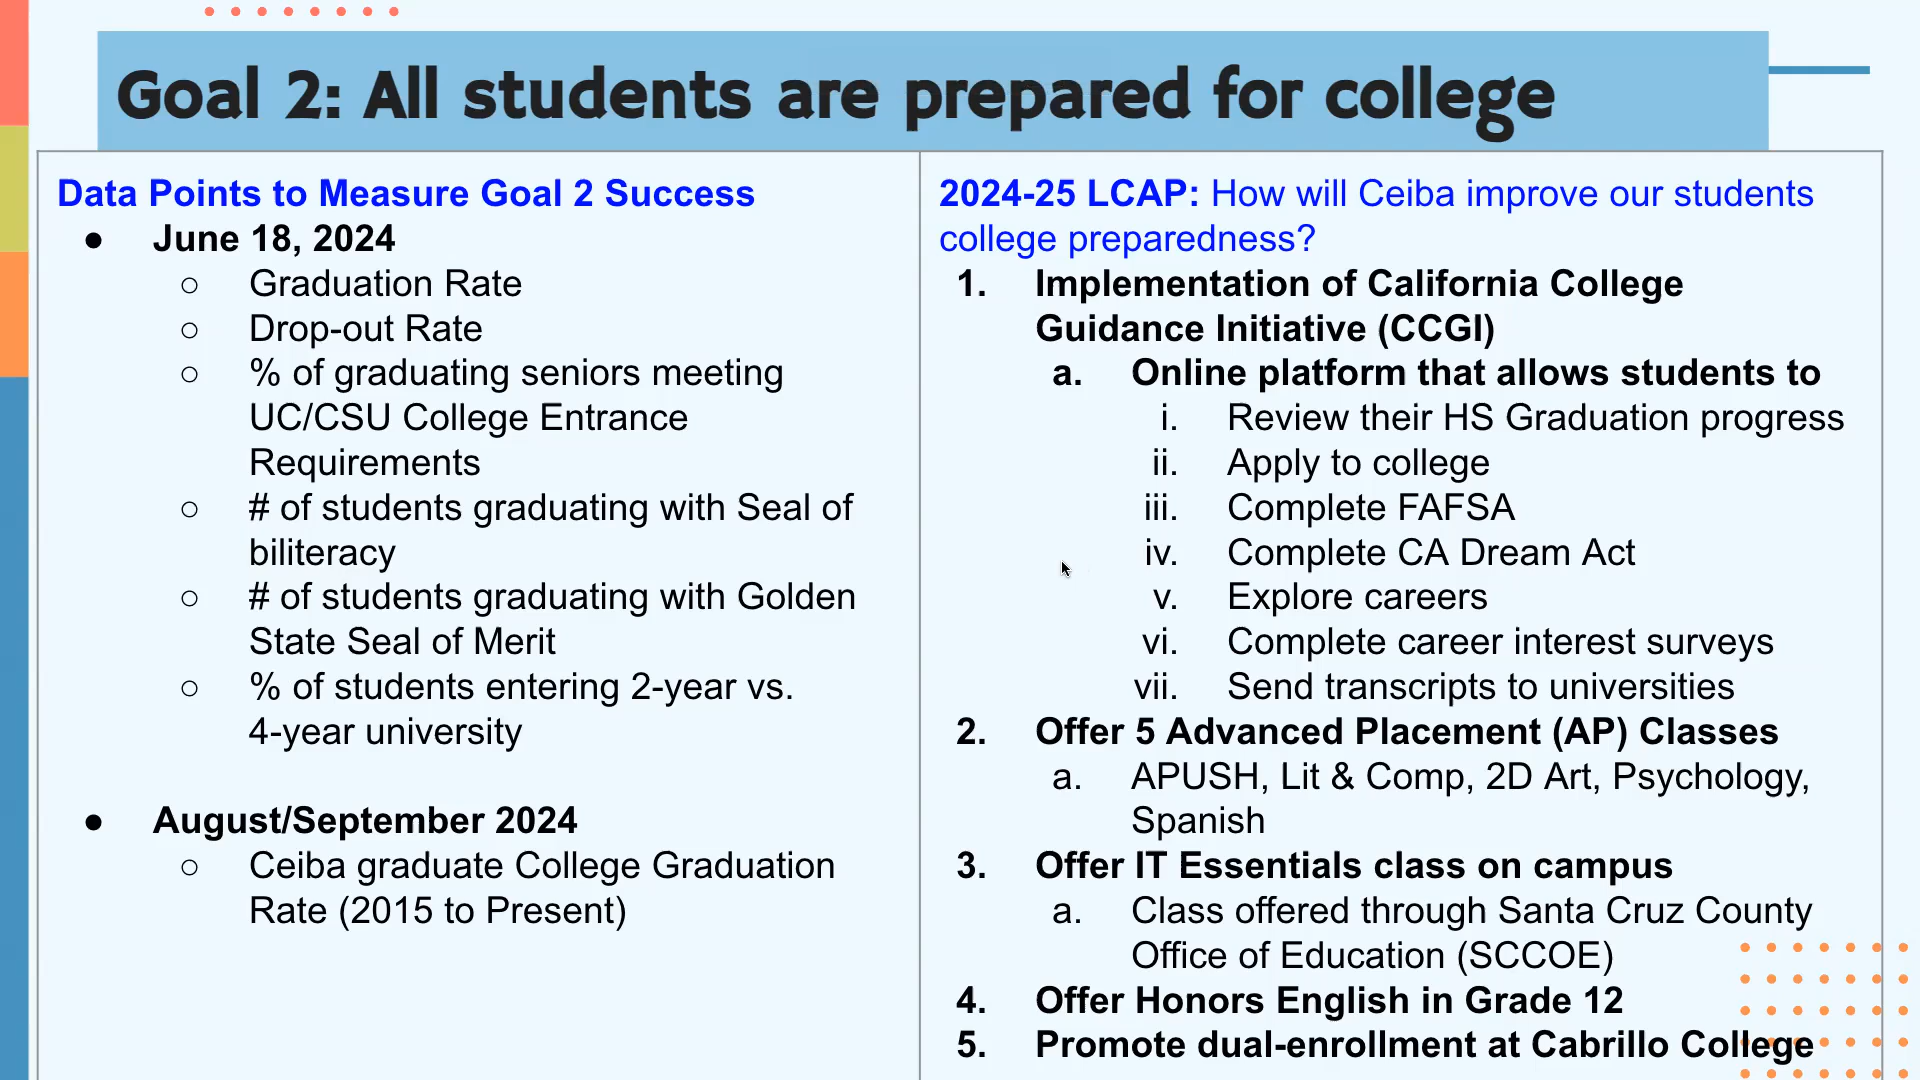 Goal 2: All students are prepared for college
Data Points to Measure Goal 2 Success
● June 18, 2024
○ Graduation Rate
○ Drop-out Rate
○ % of graduating seniors meeting
UC/CSU College Entrance
Requirements
○ # of students graduating with Seal of
biliteracy
○ # of students graduating with Golden
State Seal of Merit
○ % of students entering 2-year vs.
4-year university
● August/September 2024
○ Ceiba graduate College Graduation
Rate (2015 to Present)
2024-25 LCAP: How will Ceiba improve our students
college preparedness?
1. Implementation of California College
Guidance Initiative (CCGI)
a. Online platform that allows students to
i. Review their HS Graduation progress
ii. Apply to college
iii. Complete FAFSA
iv. Complete CA Dream Act
v. Explore careers
vi. Complete career interest surveys
vii. Send transcripts to universities
2. Offer 5 Advanced Placement (AP) Classes
a. APUSH, Lit & Comp, 2D Art, Psychology,
Spanish
3. Offer IT Essentials class on campus
a. Class offered through Santa Cruz County
Office of Education (SCCOE)
4. Offer Honors English in Grade 12
5. Promote dual-enrollment at Cabrillo College